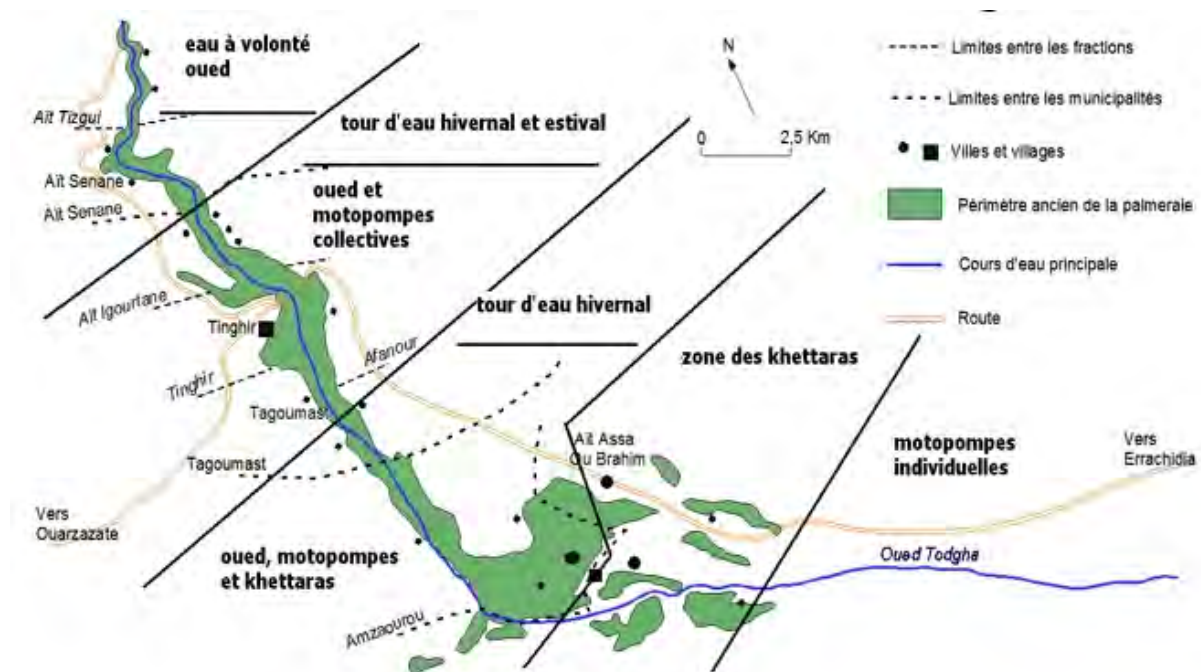 eau à volonté
oued
N
Limites entre les fractions
Limites entre les municipalités
Aït Tizgui
tour d'eau hivernal et estival
0
2,5 Km
Villes et villages
Aït Senane
Aït Senane
oued et
motopompes
collectives
Périmètre ancien de la palmeraie
Cours d'eau principale
Aït Igourtane
Tinghir
tour d'eau hivernal
Route
Afanour
zone des khettaras
Tinghir
Tagoumast
Aït Assa
Ou Brahim
motopompes
individuelles
Vers
Errachidia
Tagoumast
Vers
Ouarzazate
oued, motopompes
et khettaras
Oued Todgha
Amzaourou